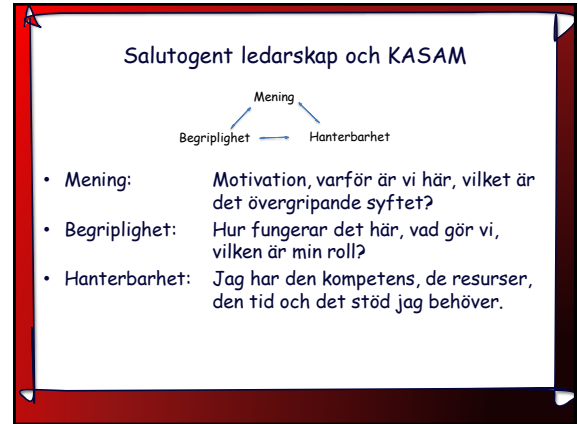 Salutogent ledarskap och KASAM
Mening
Begriplighet Hanterbarhet
• Mening: Motivation, varför är vi här, vilket är
det övergripande syftet?
• Begriplighet: Hur fungerar det här, vad gör vi,
vilken är min roll?
• Hanterbarhet: Jag har den kompetens, de resurser,
den tid och det stöd jag behöver.